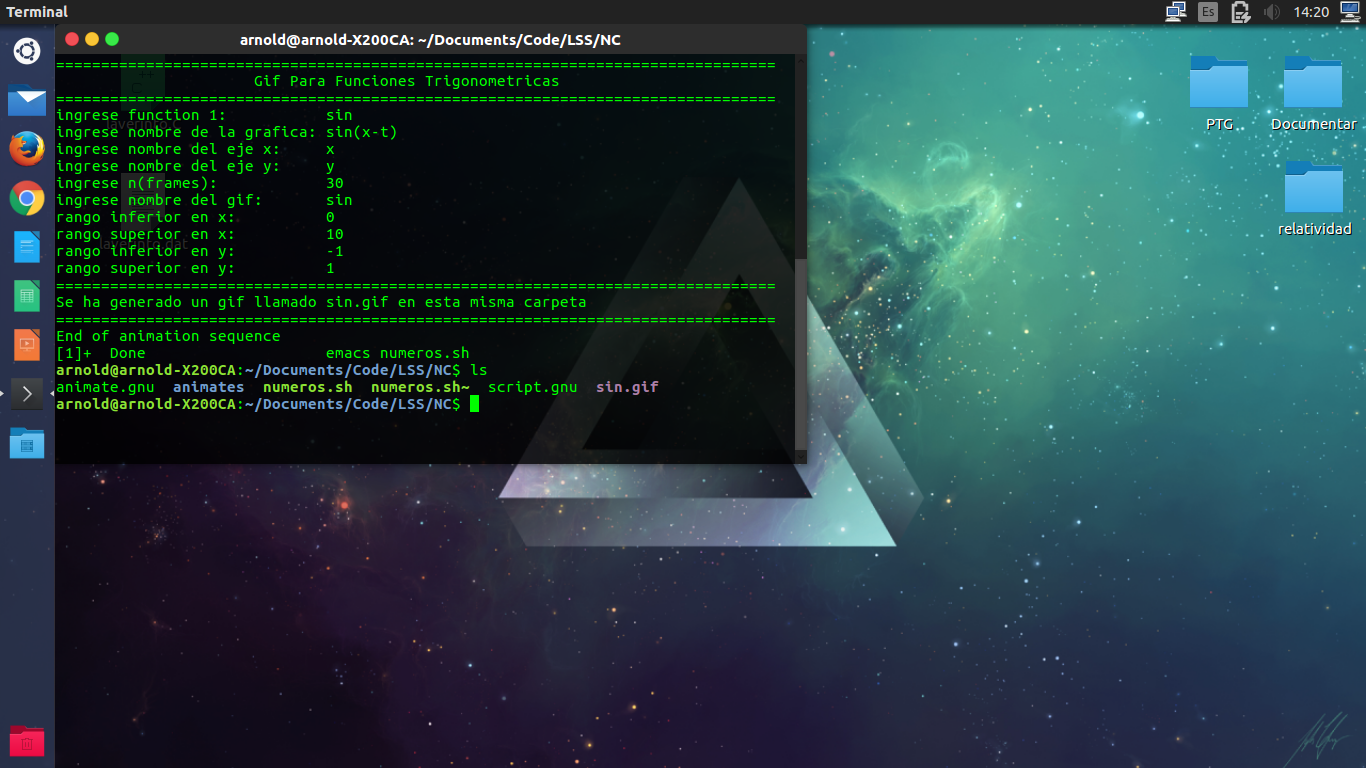 Terminal
Es
14:20
arnold@arnold-X200CA: ~/Documents/Code/LSS/NC
================================================================================
Gif Para Funciones Trigonometricas
================================================================================
ingrese function 1: sin
ingrese nombre de la grafica: sin(x-t)
ingrese nombre del eje x: x
ingrese nombre del eje y: y
ingrese n(frames): 30
ingrese nombre del gif: sin
rango inferior en x: 0
rango superior en x: 10
rango inferior en y: -1
rango superior en y: 1
================================================================================
Se ha generado un gif llamado sin.gif en esta misma carpeta
================================================================================
End of animation sequence
[1]+  Done                    emacs numeros.sh
arnold@arnold-X200CA:~/Documents/Code/LSS/NC$ ls
animate.gnu  animates  numeros.sh  numeros.sh~  script.gnu  sin.gif
arnold@arnold-X200CA:~/Documents/Code/LSS/NC$
PTG
Documentar
relatividad